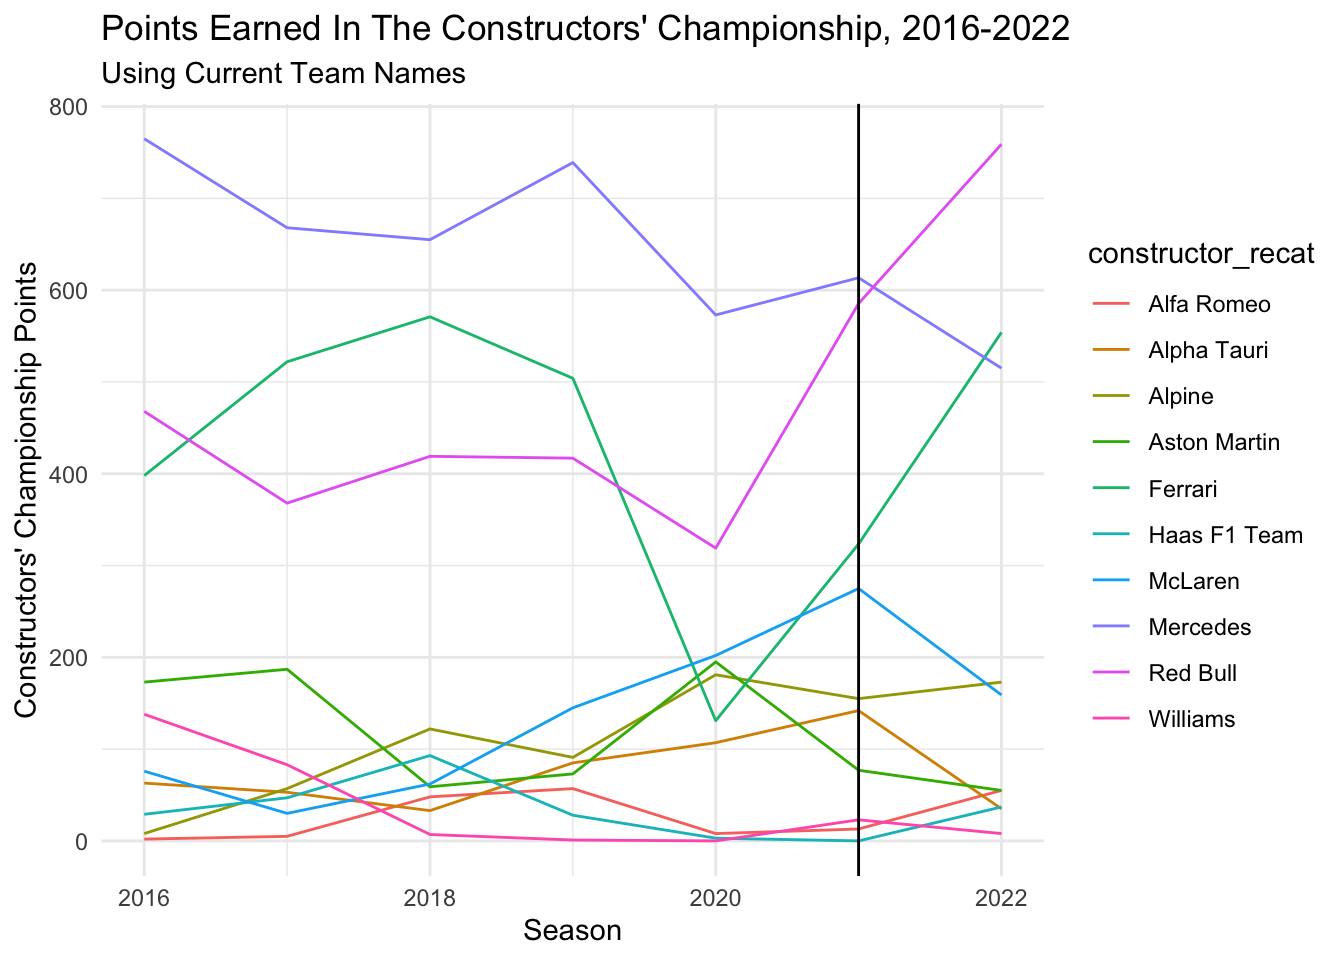 Points Earned In The Constructors' Championship, 2016-2022
Using Current Team Names
Constructors' Championship Points
800
600
400
200
0
2016
2018
2020
2022
Season
constructor_recat
Alfa Romeo
Alpha Tauri
Alpine
Aston Martin
Ferrari
Haas F1 Team
McLaren
Mercedes
Red Bull
Williams